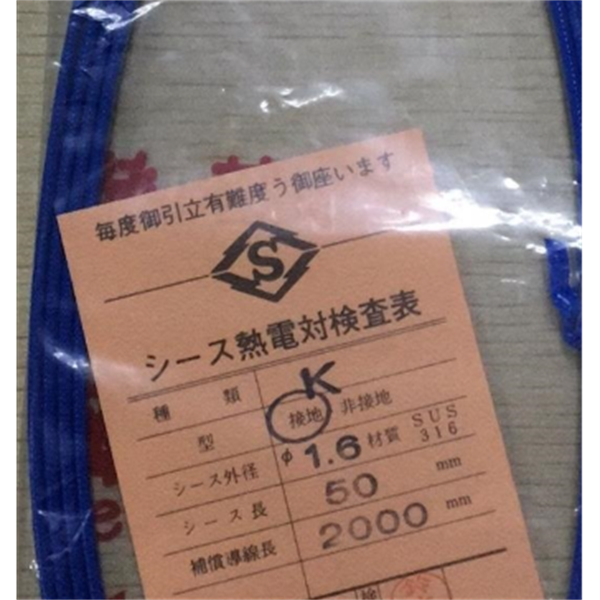 毎度御引立有難度う御座います
S
シース熱電対検査表
種類 K
型 接地 非接地
シース外径 φ1.6 材質 SUS 316
シース長 50 mm
補償導線長 2000 mm
検